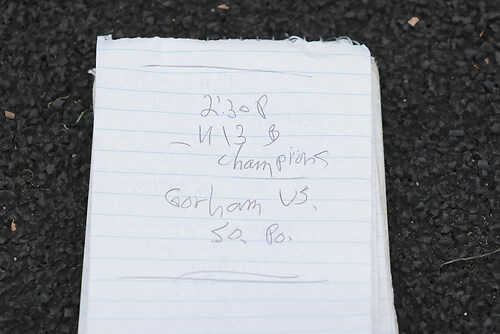 2:30P
U13 B
Champions
Gorham VS.
So. Po.